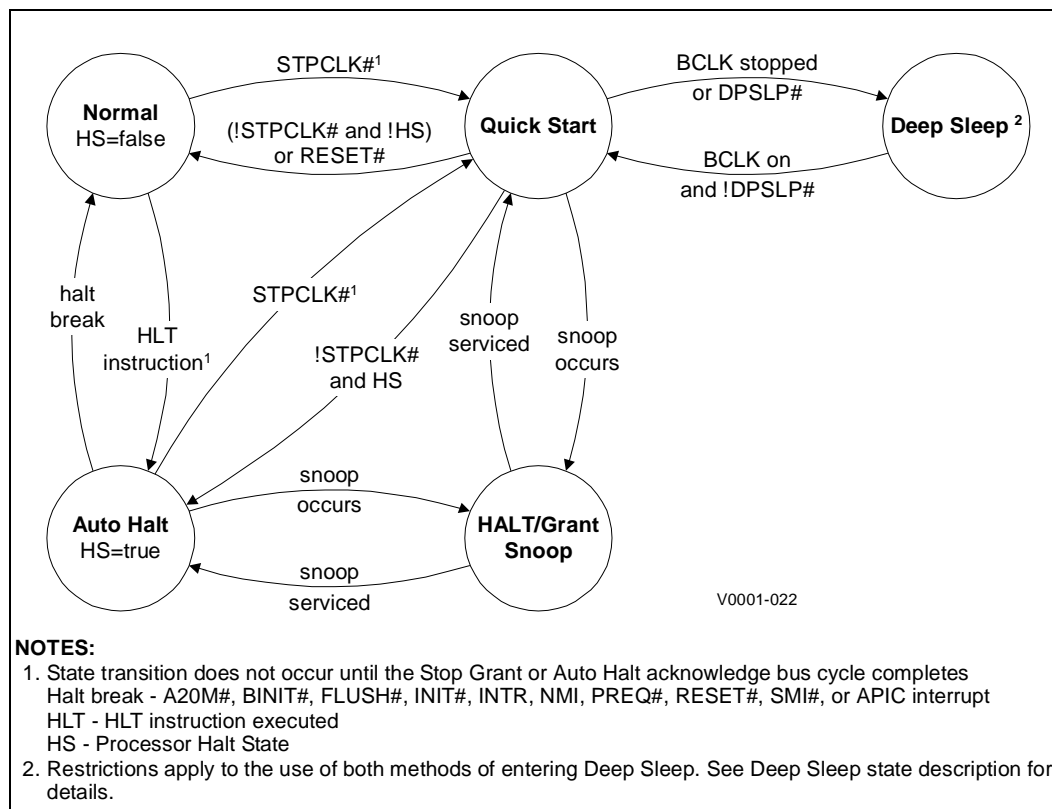 STPCLK#¹
BCLK stopped
or DPSLP#
Normal
HS=false
(!STPCLK# and !HS)
or RESET#
Quick Start
Deep Sleep ²
BCLK on
and !DPSLP#
halt
break
HLT
instruction¹
STPCLK#¹
!STPCLK#
and HS
snoop
serviced
snoop
occurs
Auto Halt
HS=true
snoop
occurs
HALT/Grant
Snoop
snoop
serviced
V0001-022
NOTES:
1. State transition does not occur until the Stop Grant or Auto Halt acknowledge bus cycle completes
Halt break - A20M#, BINIT#, FLUSH#, INIT#, INTR, NMI, PREQ#, RESET#, SMI#, or APIC interrupt
HLT - HLT instruction executed
HS - Processor Halt State
2. Restrictions apply to the use of both methods of entering Deep Sleep. See Deep Sleep state description for
details.